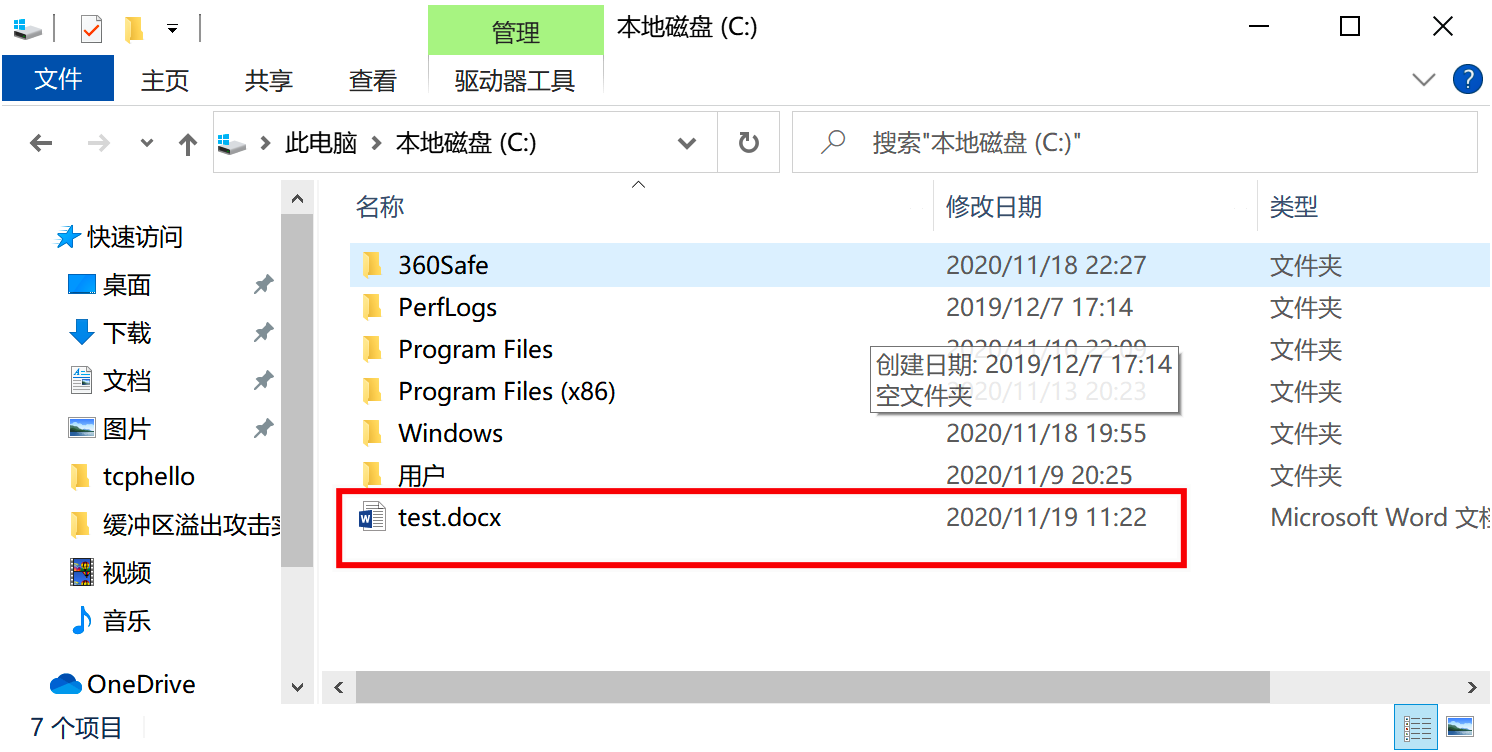 管理
本地磁盘 (C:)
文件
主页
共享
查看
驱动器工具
此电脑
本地磁盘 (C:)
搜索"本地磁盘 (C:)"
名称
修改日期
类型
快速访问
桌面
下载
文档
图片
tcphello
缓冲区溢出攻击实
视频
音乐
OneDrive
360Safe 2020/11/18 22:27 文件夹
PerfLogs 2019/12/7 17:14 文件夹
Program Files 文件夹
Program Files (x86) 2020/11/13 20:23 文件夹
Windows 2020/11/18 19:55 文件夹
用户 2020/11/9 20:25 文件夹
test.docx 2020/11/19 11:22 Microsoft Word 文档
创建日期: 2019/12/7 17:14
空文件夹
7 个项目